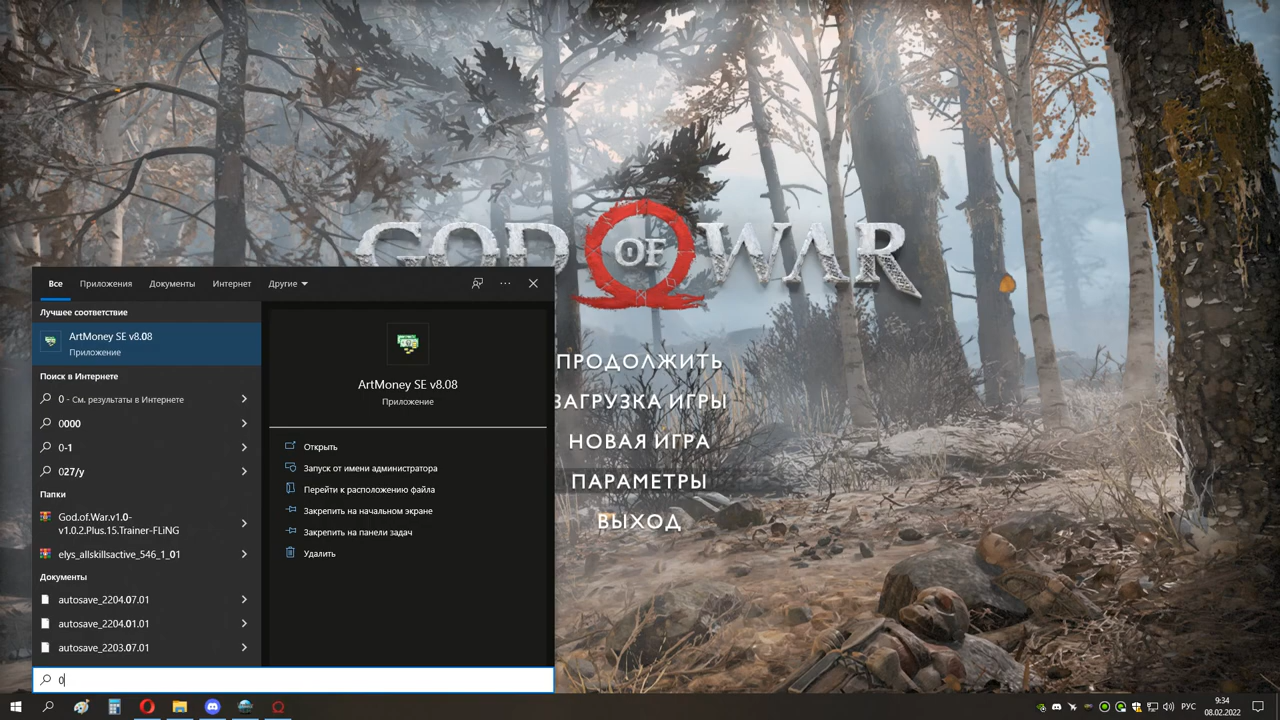 GOD OF WAR
Все Приложения Документы Интернет Другие
Лучшее соответствие
ArtMoney SE v8.08
Приложение
Поиск в Интернете
0 - См. результаты в Интернете
0000
0-1
027/у
Папки
God.of.War.v1.0-
v1.0.2.Plus.15.Trainer-FLiNG
elys_allskillsactive_546_1_01
Документы
autosave_2204.07.01
autosave_2204.01.01
autosave_2203.07.01
0
ArtMoney SE v8.08
Приложение
Открыть
Запуск от имени администратора
Перейти к расположению файла
Закрепить на начальном экране
Закрепить на панели задач
Удалить
ПРОДОЛЖИТЬ
ЗАГРУЗКА ИГРЫ
НОВАЯ ИГРА
ПАРАМЕТРЫ
ВЫХОД
РУС
9:34
08.02.2022